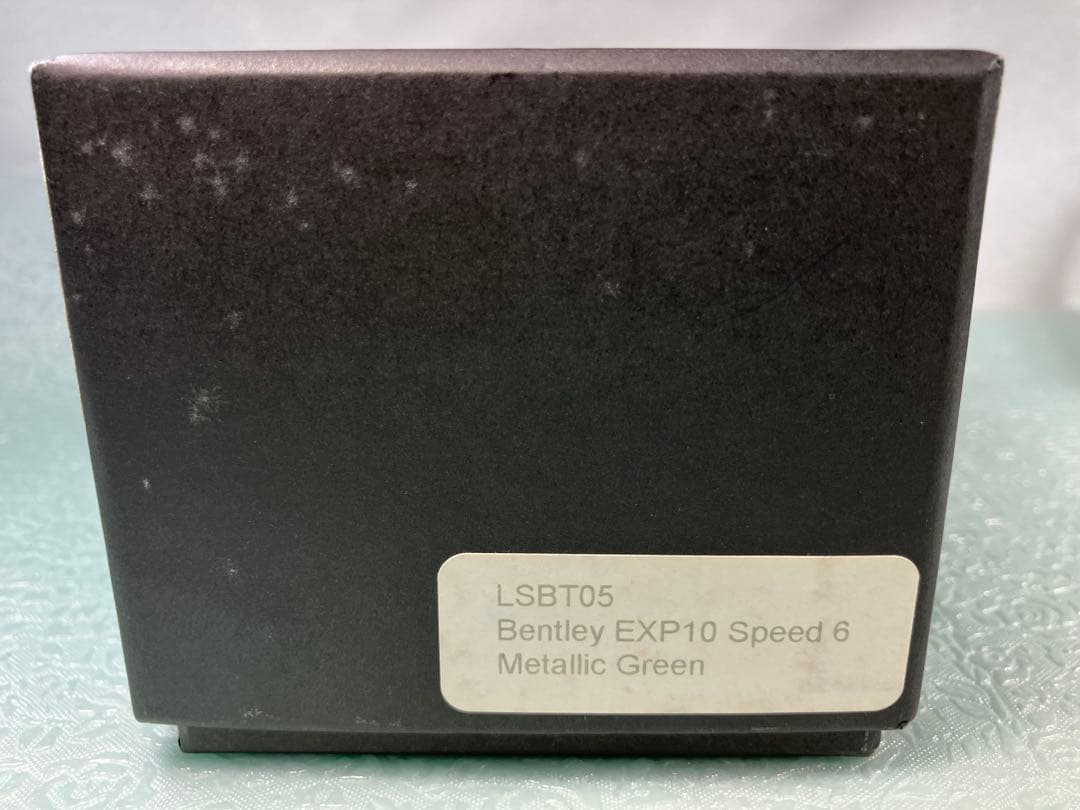 LSBT05
Bentley EXP10 Speed 6
Metallic Green